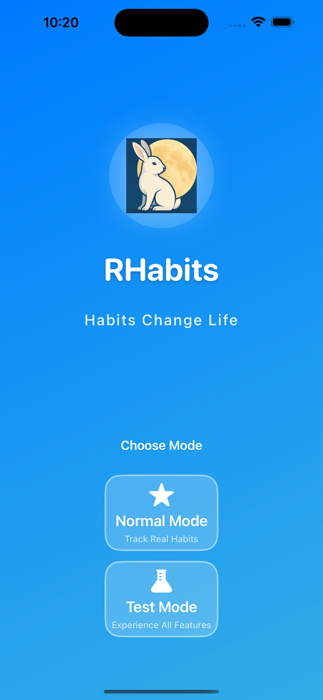 10:20
RHabits
Habits Change Life
Choose Mode
Normal Mode
Track Real Habits
Test Mode
Experience All Features